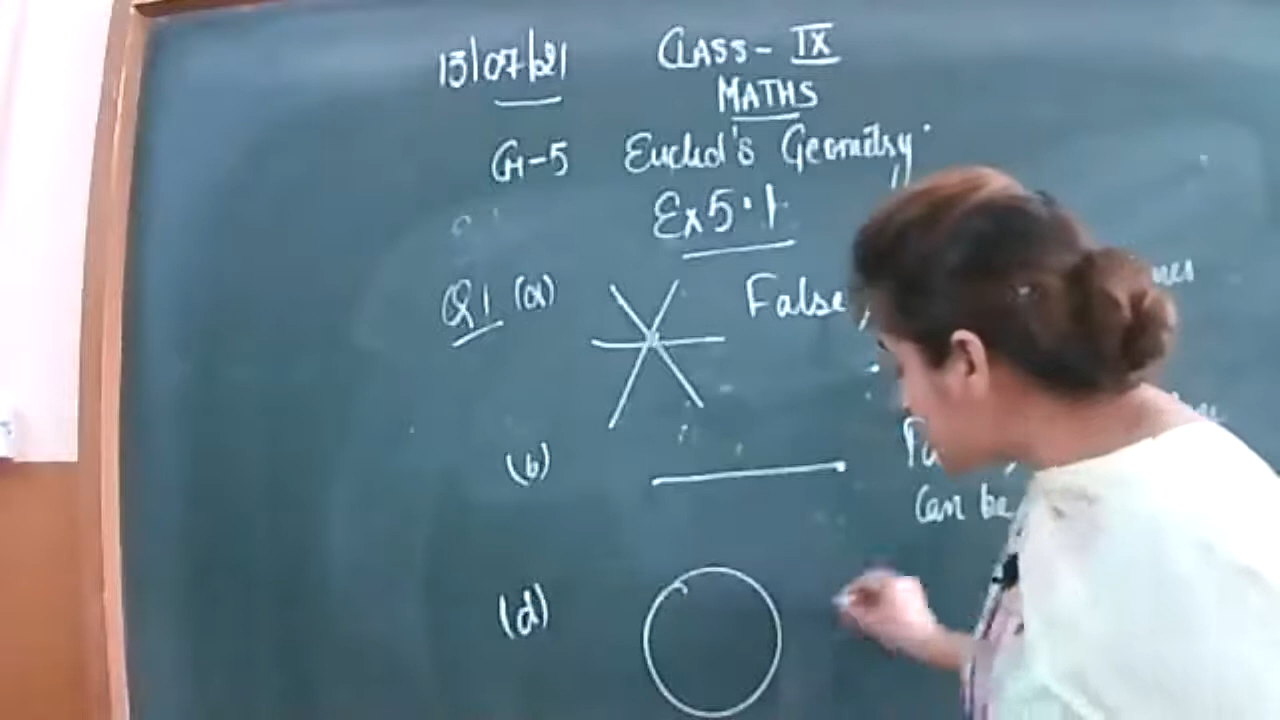 13/07/21 CLASS - IX
MATHS
CH-5 Euclid's Geometry
Ex 5.1
Q1 (a) False,
(b)
Can be
(d)